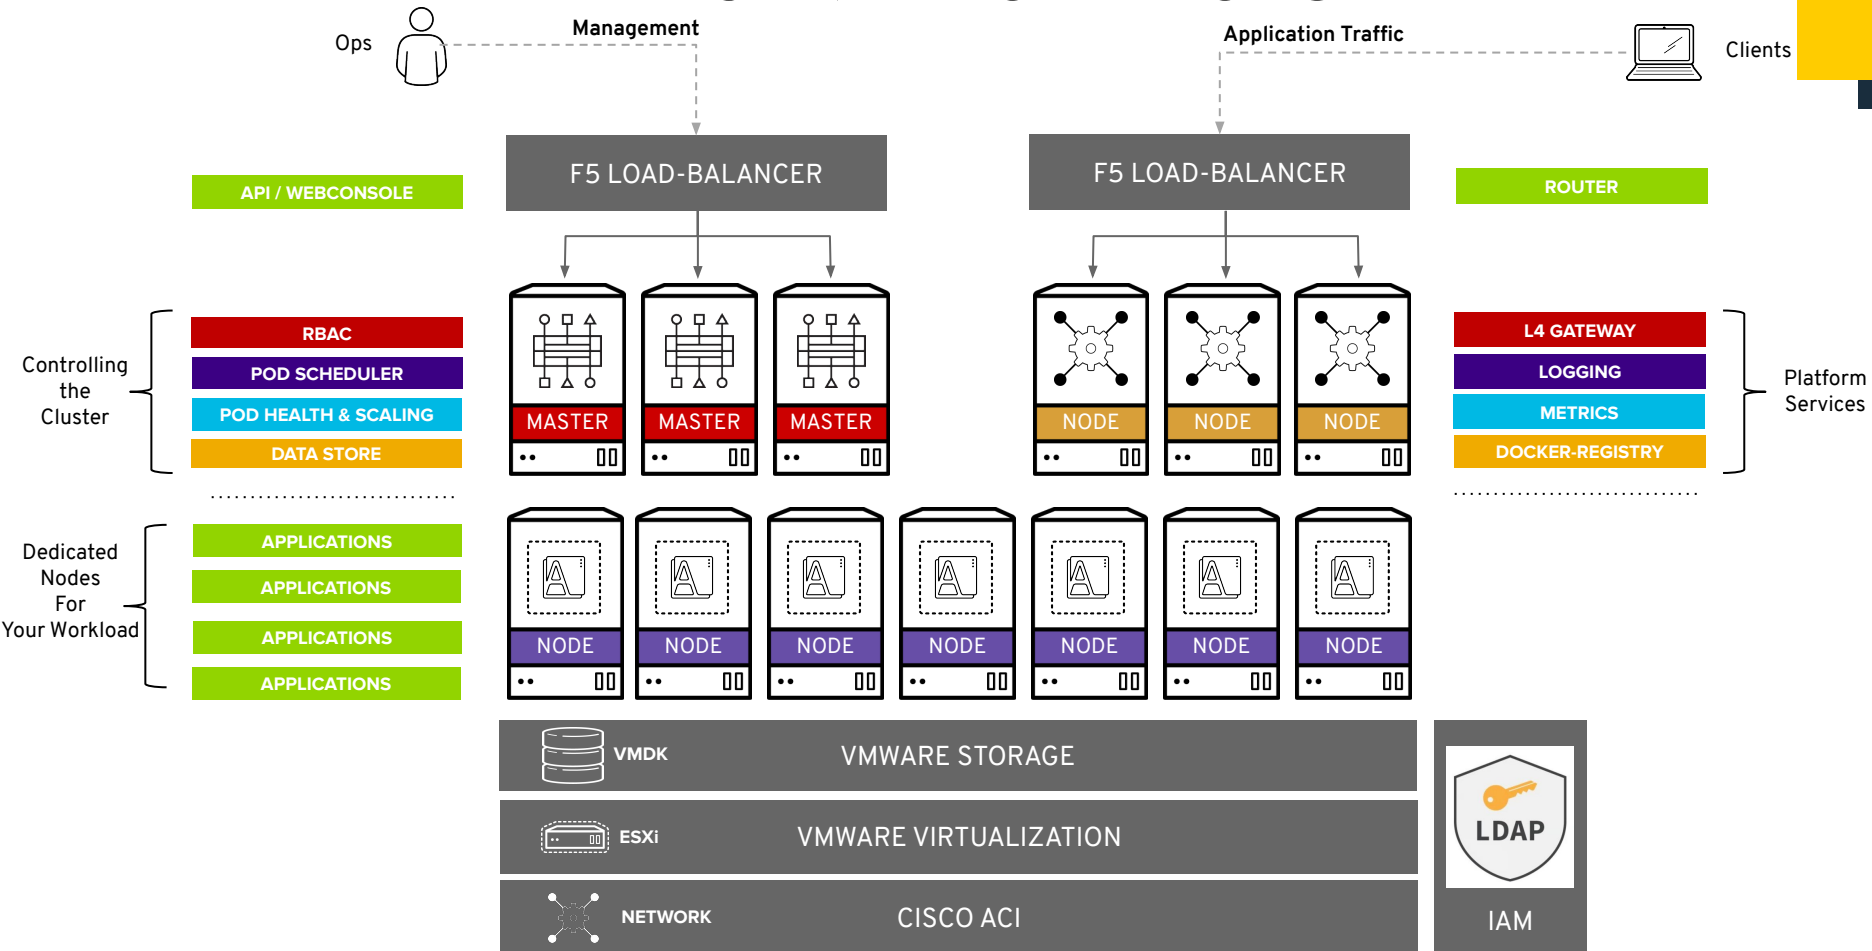 Ops
Management
Application Traffic
Clients
F5 LOAD-BALANCER
F5 LOAD-BALANCER
API / WEBCONSOLE
ROUTER
Controlling
the
Cluster
RBAC
POD SCHEDULER
POD HEALTH & SCALING
DATA STORE
MASTER
MASTER
MASTER
NODE
NODE
NODE
L4 GATEWAY
LOGGING
METRICS
DOCKER-REGISTRY
Platform
Services
Dedicated
Nodes
For
Your Workload
APPLICATIONS
APPLICATIONS
APPLICATIONS
APPLICATIONS
NODE
NODE
NODE
NODE
NODE
NODE
NODE
VMDK
VMWARE STORAGE
ESXi
VMWARE VIRTUALIZATION
NETWORK
CISCO ACI
LDAP
IAM